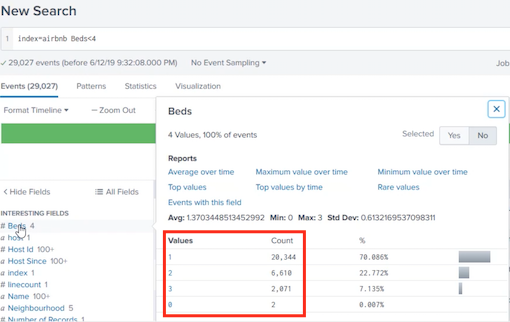 New Search
1 index=airbnb Beds<4
✓ 29,027 events (before 6/12/19 9:32:08.000 PM) No Event Sampling ▾ Job
Events (29,027) Patterns Statistics Visualization
Format Timeline ▾ — Zoom Out
Beds
4 Values, 100% of events Selected Yes No
Reports
Average over time Maximum value over time Minimum value over time
Top values Top values by time Rare values
Events with this field
Avg: 1.3703448513452992 Min: 0 Max: 3 Std Dev: 0.6132169537098311
Values Count %
1 20,344 70.086%
2 6,610 22.772%
3 2,071 7.135%
0 2 0.007%
< Hide Fields All Fields
INTERESTING FIELDS
# Beds 4
a host 1
# Host Id 100+
a Host Since 100+
a index 1
# linecount 1
a Name 100+
a Neighbourhood 5
# Number of Records 1